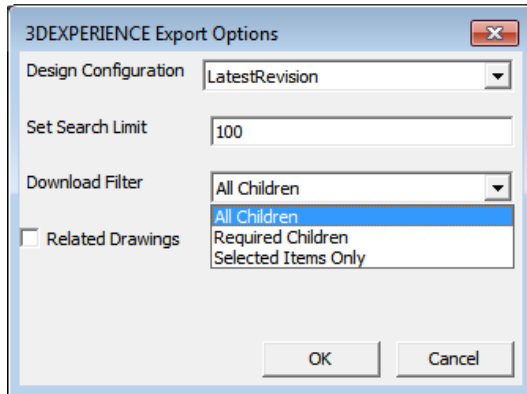 3DEXPERIENCE Export Options
Design Configuration LatestRevision
Set Search Limit 100
Download Filter All Children
All Children
Related Drawings Required Children
Selected Items Only
OK Cancel